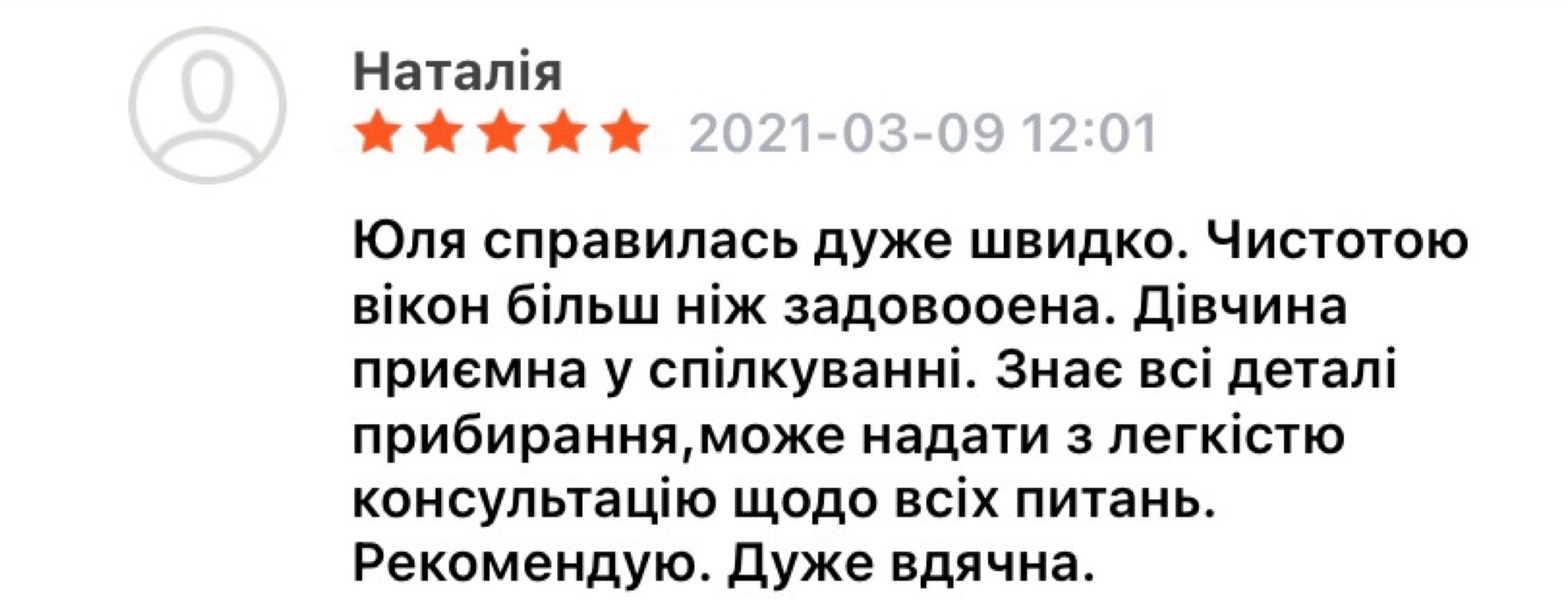 Наталія
2021-03-09 12:01
Юля справилась дуже швидко. Чистотою
вікон більш ніж задовооена. Дівчина
приємна у спілкуванні. Знає всі деталі
прибирання,може надати з легкістю
консультацію щодо всіх питань.
Рекомендую. Дуже вдячна.